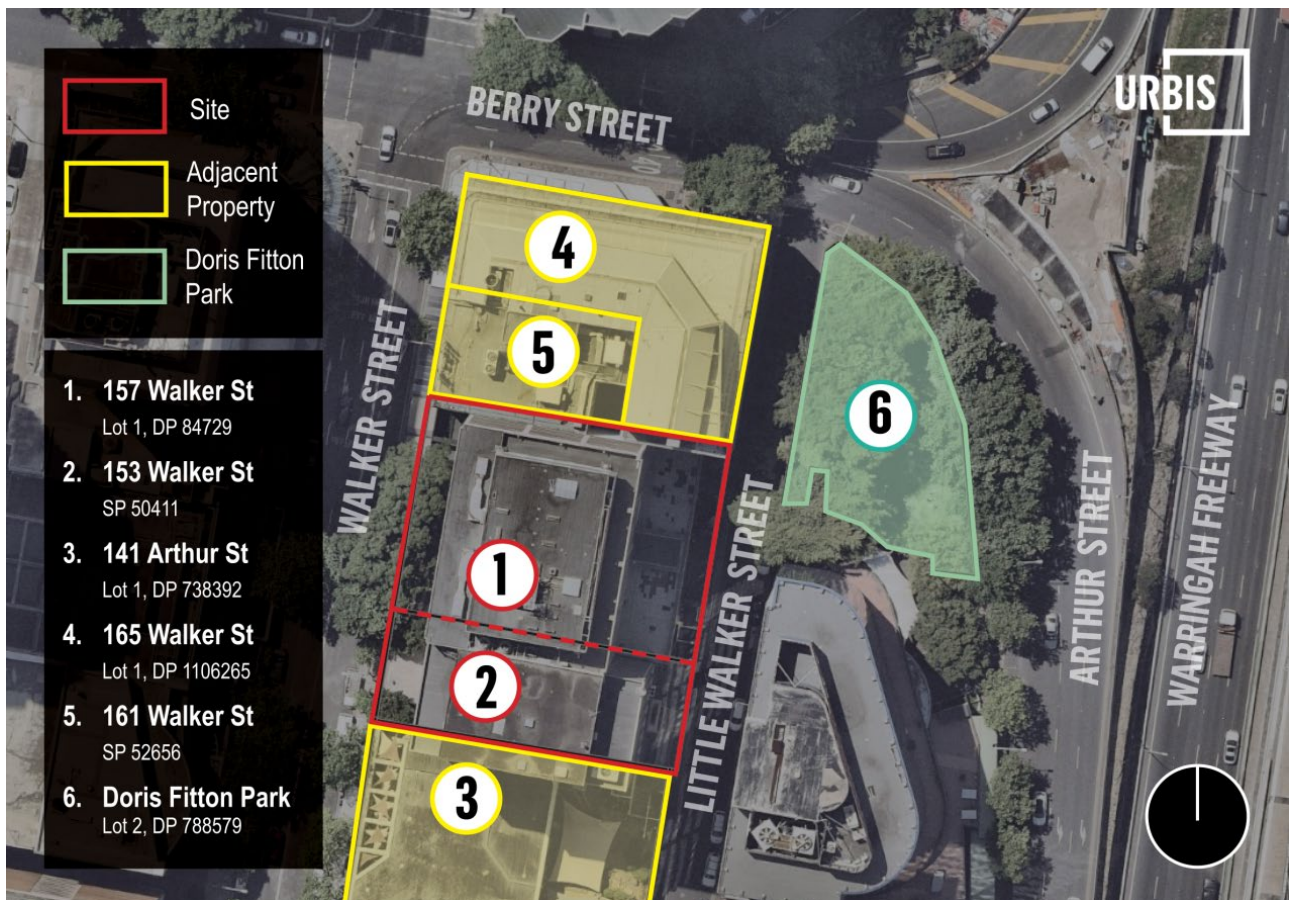 Site
Adjacent
Property
Doris Fitton
Park
1. 157 Walker St
Lot 1, DP 84729
2. 153 Walker St
SP 50411
3. 141 Arthur St
Lot 1, DP 738392
4. 165 Walker St
Lot 1, DP 1106265
5. 161 Walker St
SP 52656
6. Doris Fitton Park
Lot 2, DP 788579
BERRY STREET
URBIS
WALKER STREET
LITTLE WALKER STREET
ARTHUR STREET
WARRINGAH FREEWAY
4
5
6
1
2
3